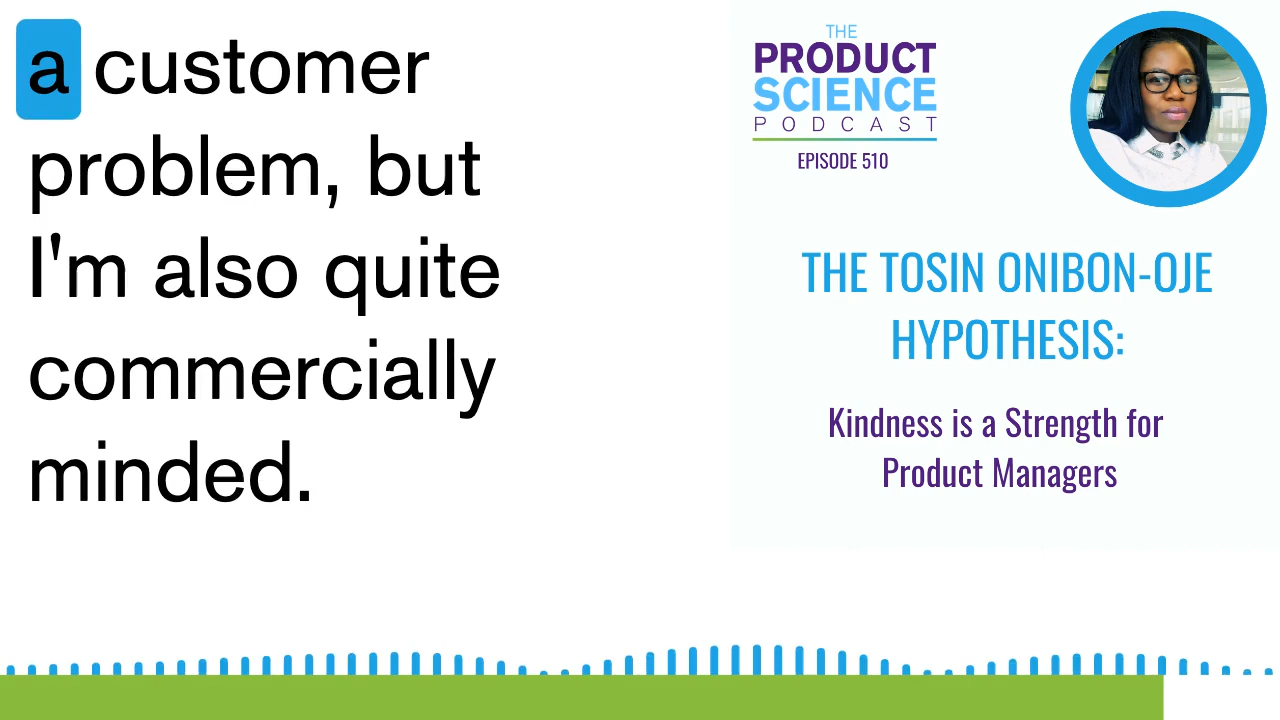 a customer
problem, but
I'm also quite
commercially
minded.
THE
PRODUCT
SCIENCE
PODCAST
EPISODE 510
THE TOSIN ONIBON-OJE
HYPOTHESIS:
Kindness is a Strength for
Product Managers